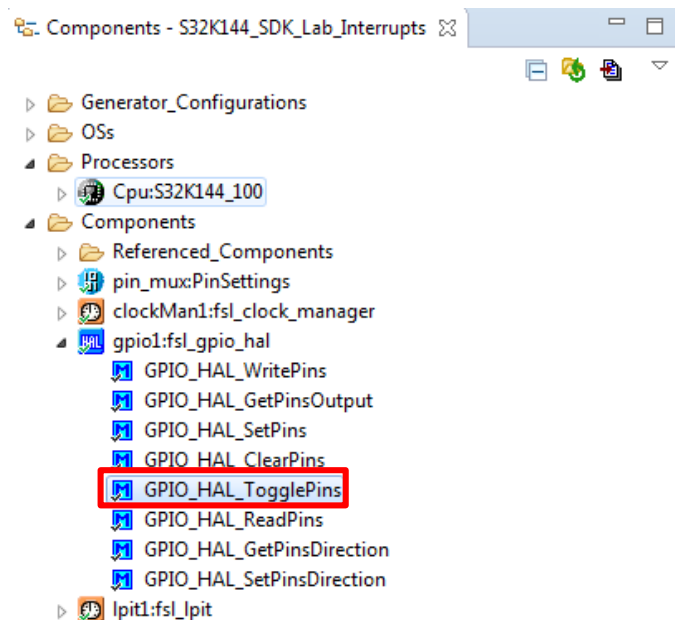 Components - S32K144_SDK_Lab_Interrupts
Generator_Configurations
OSs
Processors
Cpu:S32K144_100
Components
Referenced_Components
pin_mux:PinSettings
clockMan1:fsl_clock_manager
gpio1:fsl_gpio_hal
GPIO_HAL_WritePins
GPIO_HAL_GetPinsOutput
GPIO_HAL_SetPins
GPIO_HAL_ClearPins
GPIO_HAL_TogglePins
GPIO_HAL_ReadPins
GPIO_HAL_GetPinsDirection
GPIO_HAL_SetPinsDirection
lpit1:fsl_lpit